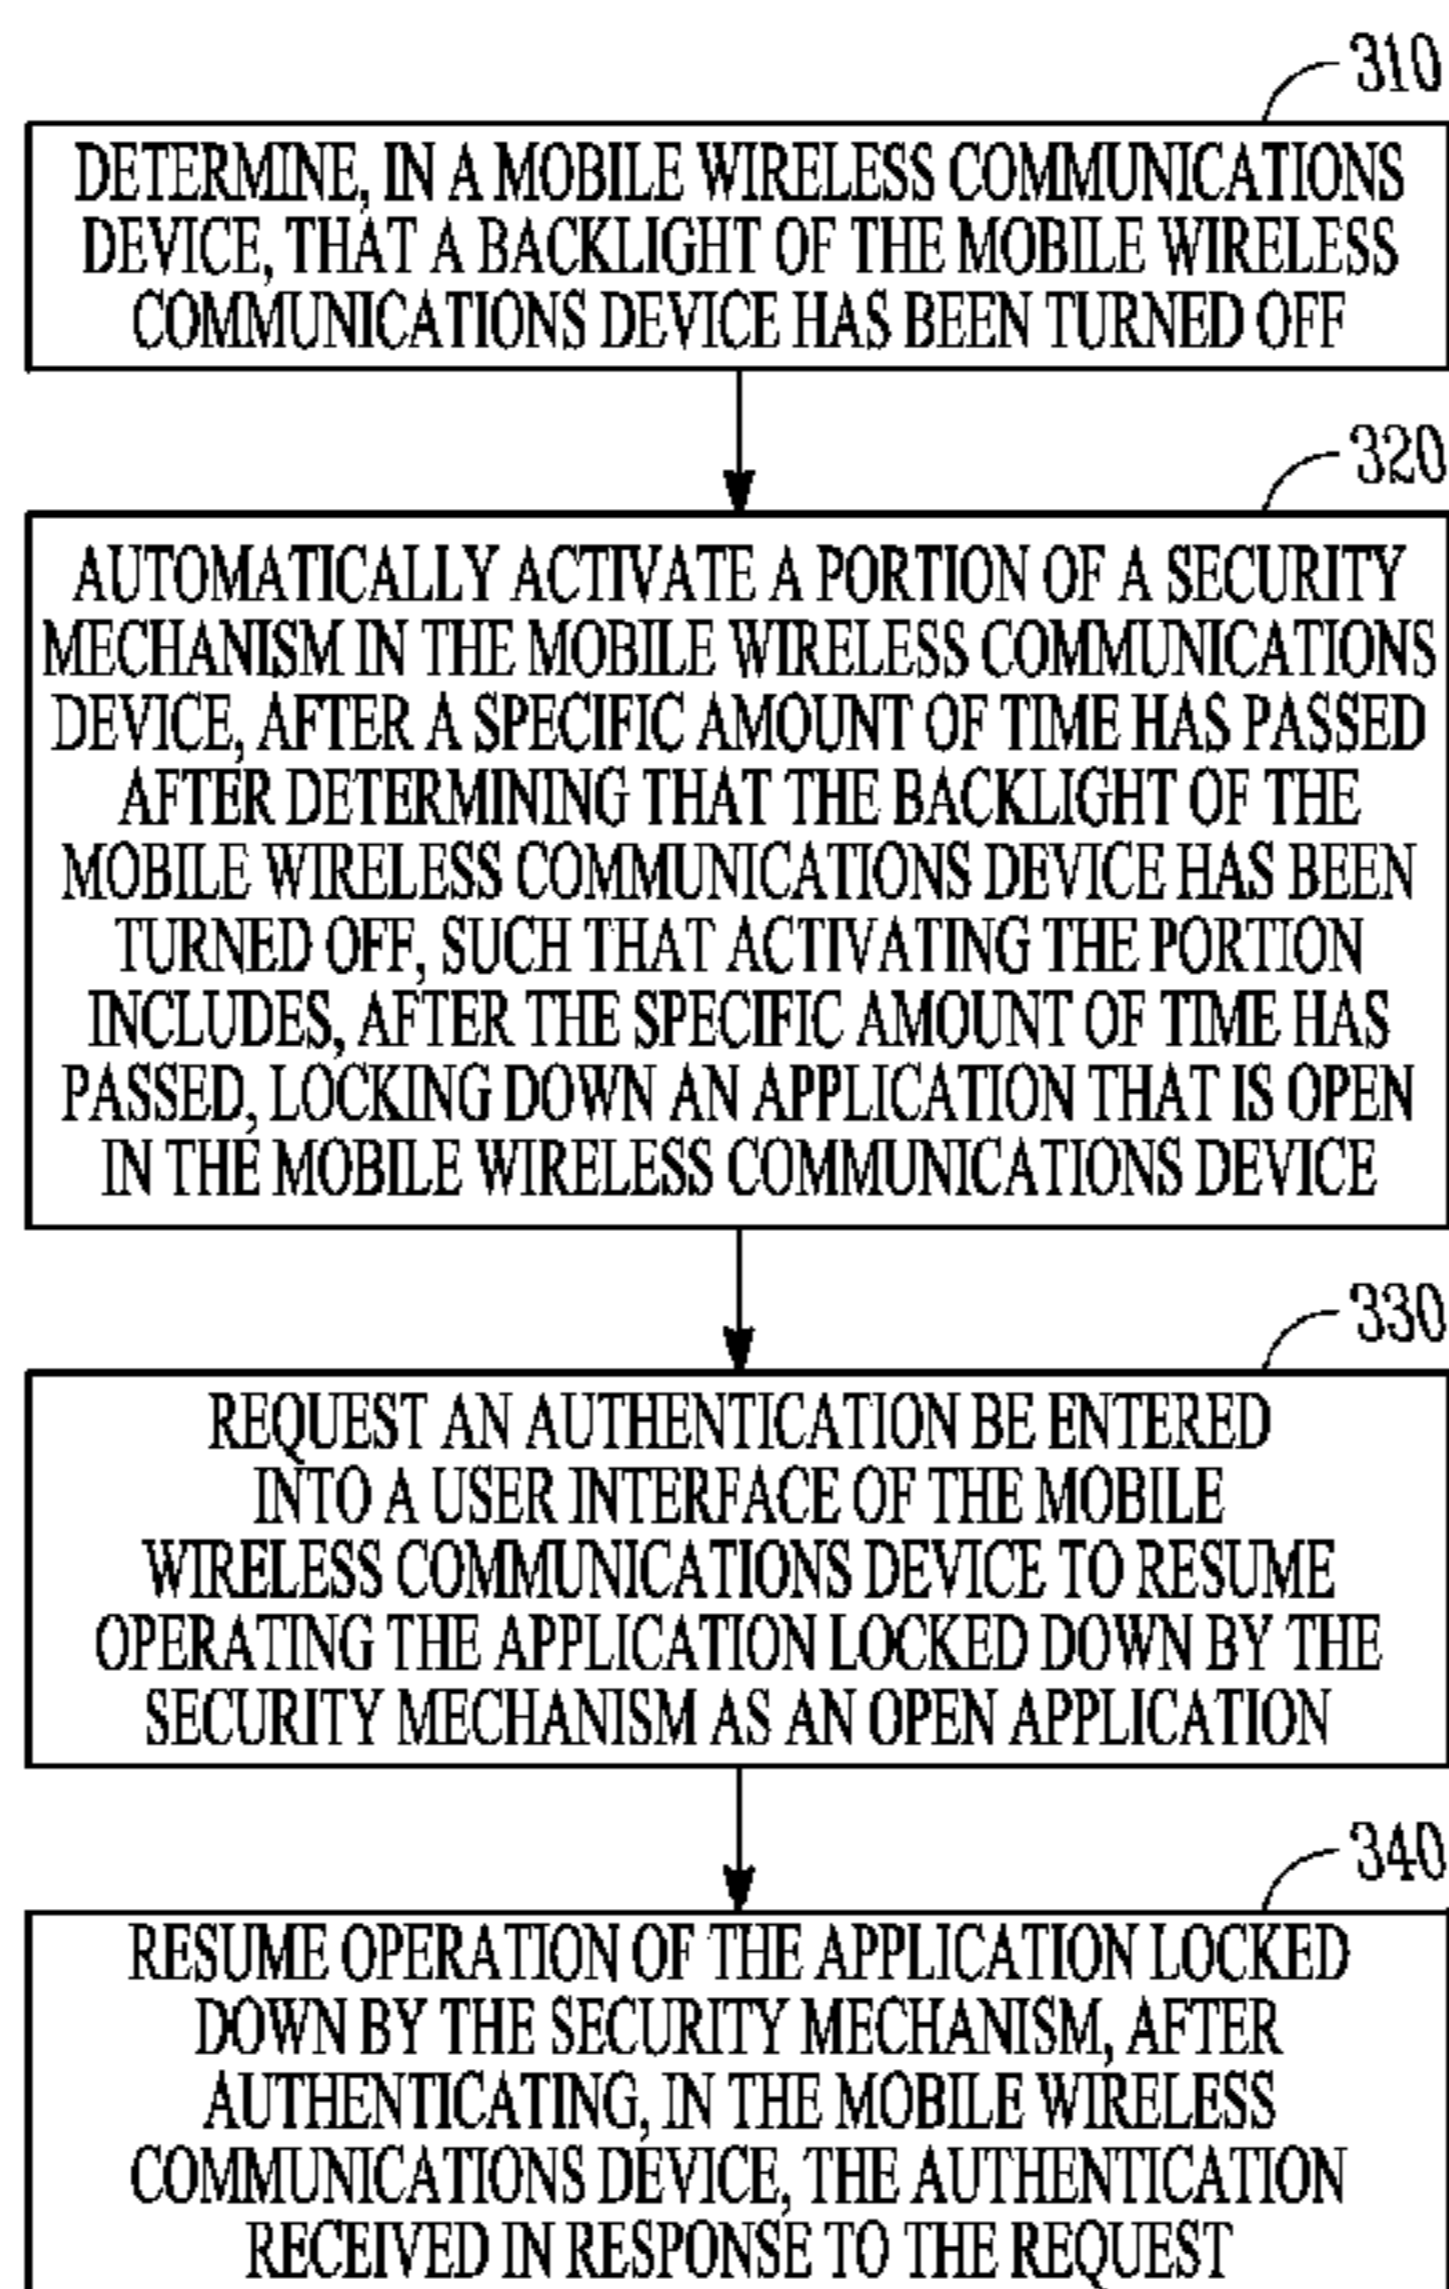 310
DETERMINE, IN A MOBILE WIRELESS COMMUNICATIONS
DEVICE, THAT A BACKLIGHT OF THE MOBILE WIRELESS
COMMUNICATIONS DEVICE HAS BEEN TURNED OFF
320
AUTOMATICALLY ACTIVATE A PORTION OF A SECURITY
MECHANISM IN THE MOBILE WIRELESS COMMUNICATIONS
DEVICE, AFTER A SPECIFIC AMOUNT OF TIME HAS PASSED
AFTER DETERMINING THAT THE BACKLIGHT OF THE
MOBILE WIRELESS COMMUNICATIONS DEVICE HAS BEEN
TURNED OFF, SUCH THAT ACTIVATING THE PORTION
INCLUDES, AFTER THE SPECIFIC AMOUNT OF TIME HAS
PASSED, LOCKING DOWN AN APPLICATION THAT IS OPEN
IN THE MOBILE WIRELESS COMMUNICATIONS DEVICE
330
REQUEST AN AUTHENTICATION BE ENTERED
INTO A USER INTERFACE OF THE MOBILE
WIRELESS COMMUNICATIONS DEVICE TO RESUME
OPERATING THE APPLICATION LOCKED DOWN BY THE
SECURITY MECHANISM AS AN OPEN APPLICATION
340
RESUME OPERATION OF THE APPLICATION LOCKED
DOWN BY THE SECURITY MECHANISM, AFTER
AUTHENTICATING, IN THE MOBILE WIRELESS
COMMUNICATIONS DEVICE, THE AUTHENTICATION
RECEIVED IN RESPONSE TO THE REQUEST